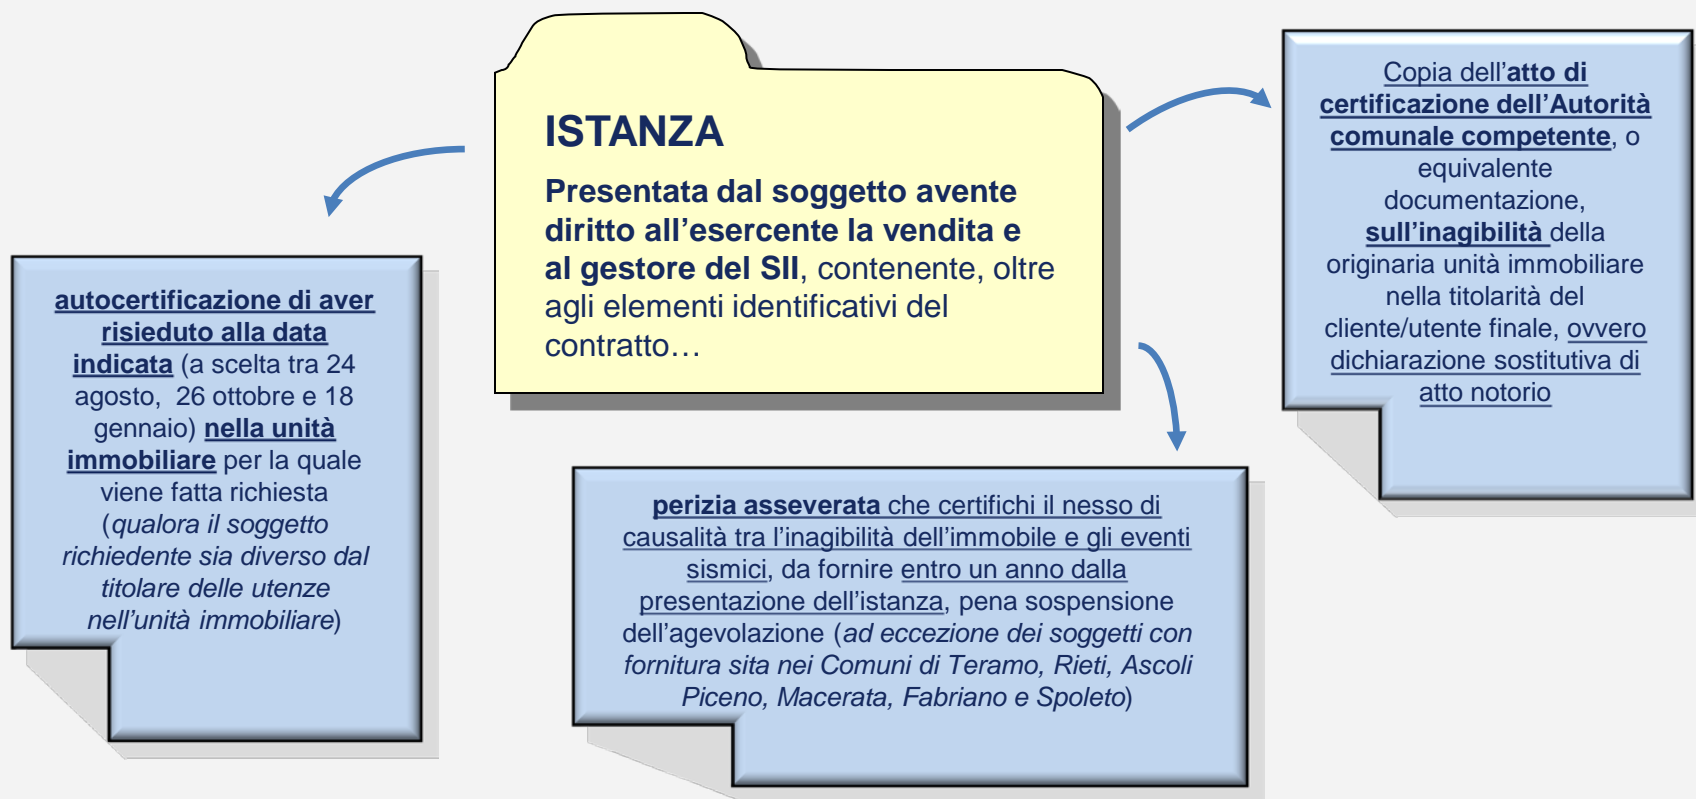 ISTANZA
Presentata dal soggetto avente
diritto all'esercente la vendita e
al gestore del SII, contenente, oltre
agli elementi identificativi del
contratto…
autocertificazione di aver
risieduto alla data
indicata (a scelta tra 24
agosto, 26 ottobre e 18
gennaio) nella unità
immobiliare per la quale
viene fatta richiesta
(qualora il soggetto
richiedente sia diverso dal
titolare delle utenze
nell'unità immobiliare)
perizia asseverata che certifichi il nesso di
causalità tra l'inagibilità dell'immobile e gli eventi
sismici, da fornire entro un anno dalla
presentazione dell'istanza, pena sospensione
dell'agevolazione (ad eccezione dei soggetti con
fornitura sita nei Comuni di Teramo, Rieti, Ascoli
Piceno, Macerata, Fabriano e Spoleto)
Copia dell'atto di
certificazione dell'Autorità
comunale competente, o
equivalente
documentazione,
sull'inagibilità della
originaria unità immobiliare
nella titolarità del
cliente/utente finale, ovvero
dichiarazione sostitutiva di
atto notorio